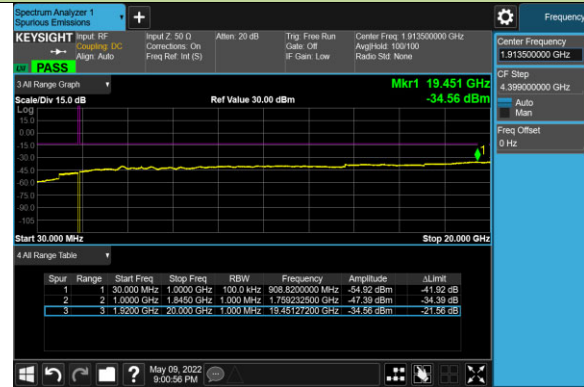 Spectrum Analyzer 1
Spurious Emissions
Frequency
KEYSIGHT Input: RF Input Z: 50 Ω Atten: 20 dB Trig: Free Run Center Freq: 1.913500000 GHz
Coupling: DC Corrections: On Gate: Off Avg|Hold: 100/100
Align: Auto Freq Ref: Int (S) IF Gain: Low Radio Std: None
PASS
Center Frequency
1.913500000 GHz
CF Step
4.399000000 GHz
Auto
Man
Freq Offset
0 Hz
3 All Range Graph
Mkr1 19.451 GHz
Scale/Div 15.0 dB Ref Value 30.00 dBm -34.56 dBm
Log
15.0
0.00
-15.0
-30.0
-45.0
-60.0
-75.0
-90.0
-105
1
Start 30.000 MHz Stop 20.000 GHz
4 All Range Table
Spur Range Start Freq Stop Freq RBW Frequency Amplitude ΔLimit
1 1 30.000 MHz 1.0000 GHz 100.0 kHz 908.8200000 MHz -54.92 dBm -41.92 dB
2 2 1.0000 GHz 1.8450 GHz 1.000 MHz 1.759232500 GHz -47.39 dBm -34.39 dB
3 3 1.9200 GHz 20.000 GHz 1.000 MHz 19.45127200 GHz -34.56 dBm -21.56 dB
May 09, 2022
9:00:56 PM